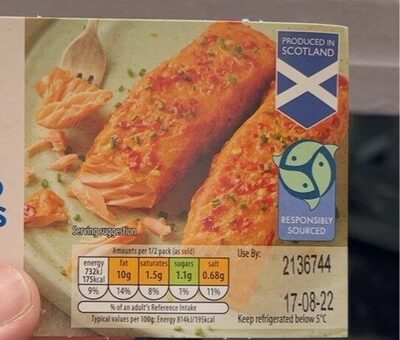 PRODUCED IN
SCOTLAND
RESPONSIBLY
SOURCED
Serving suggestion
Amounts per 1/2 pack (as sold)
energy fat saturates sugars salt
732kJ
175kcal 10g 1.5g 1.1g 0.68g
9% 14% 8% 1% 11%
% of an adult's Reference Intake
Typical values per 100g: Energy 814kJ/195kcal
Use By:
2136744
17-08-22
Keep refrigerated below 5°C